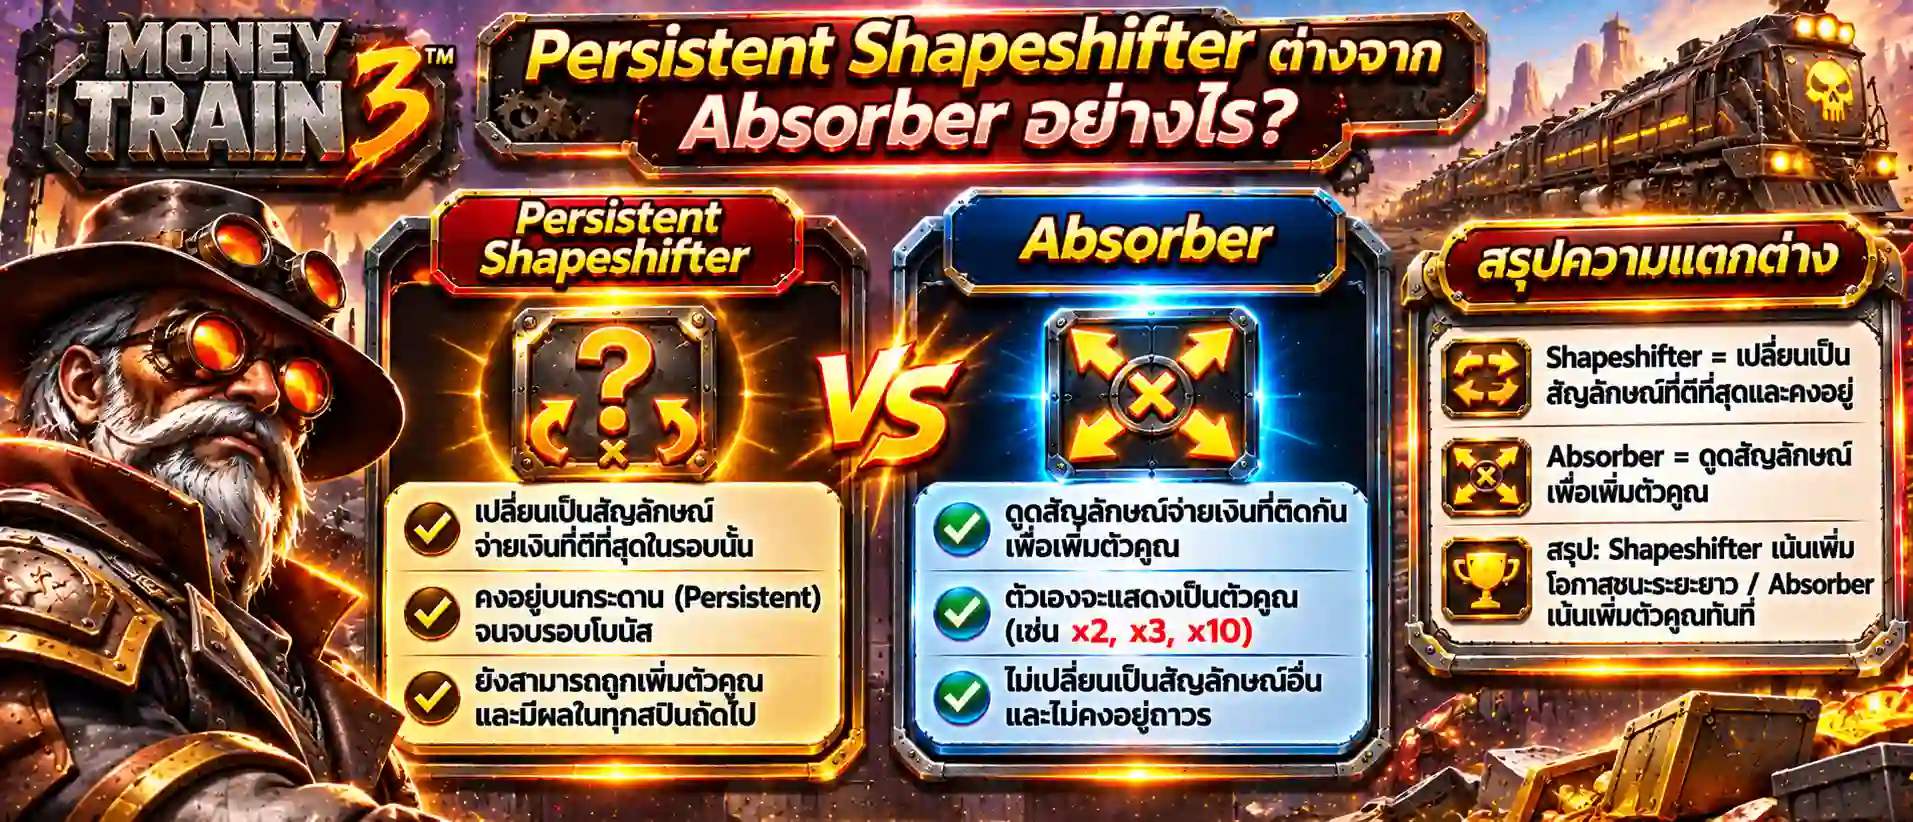 MONEY
TRAIN 3™
Persistent Shapeshifter ต่างจาก
Absorber อย่างไร?
Persistent
Shapeshifter
?
x
เปลี่ยนเป็นสัญลักษณ์
จ่ายเงินที่ดีที่สุดในรอบนั้น
คงอยู่บนกระดาน (Persistent)
จนจบรอบโบนัส
ยังสามารถถูกเพิ่มตัวคูณ
และมีผลในทุกสปินถัดไป
VS
Absorber
x
ดูดสัญลักษณ์จ่ายเงินที่ติดกัน
เพื่อเพิ่มตัวคูณ
ตัวเองจะแสดงเป็นตัวคูณ
(เช่น x2, x3, x10)
ไม่เปลี่ยนเป็นสัญลักษณ์อื่น
และไม่คงอยู่ถาวร
สรุปความแตกต่าง
Shapeshifter = เปลี่ยนเป็น
สัญลักษณ์ที่ดีที่สุดและคงอยู่
x
Absorber = ดูดสัญลักษณ์
เพื่อเพิ่มตัวคูณ
สรุป: Shapeshifter เน้นเพิ่ม
โอกาสชนะระยะยาว / Absorber
เน้นเพิ่มตัวคูณทันที